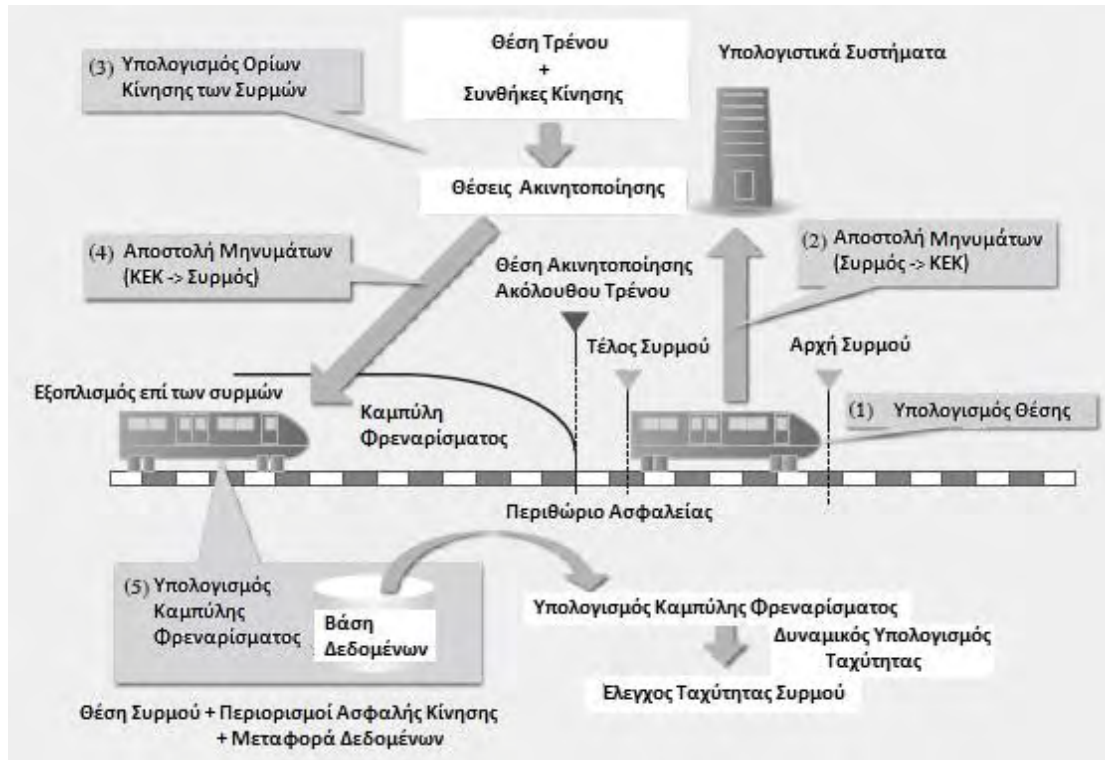 Θέση Τρένου
+
Συνθήκες Κίνησης
Υπολογιστικά Συστήματα
(3) Υπολογισμός Ορίων
Κίνησης των Συρμών
Θέσεις Ακινητοποίησης
(4) Αποστολή Μηνυμάτων
(ΚΕΚ -> Συρμός)
(2) Αποστολή Μηνυμάτων
(Συρμός -> ΚΕΚ)
Θέση Ακινητοποίησης
Ακόλουθου Τρένου
Τέλος Συρμού
Αρχή Συρμού
Εξοπλισμός επί των συρμών
Καμπύλη
Φρεναρίσματος
(1) Υπολογισμός Θέσης
Περιθώριο Ασφαλείας
(5) Υπολογισμός
Καμπύλης
Φρεναρίσματος
Βάση
Δεδομένων
Υπολογισμός Καμπύλης Φρεναρίσματος
Δυναμικός Υπολογισμός
Ταχύτητας
Έλεγχος Ταχύτητας Συρμού
Θέση Συρμού + Περιορισμοί Ασφαλής Κίνησης
+ Μεταφορά Δεδομένων